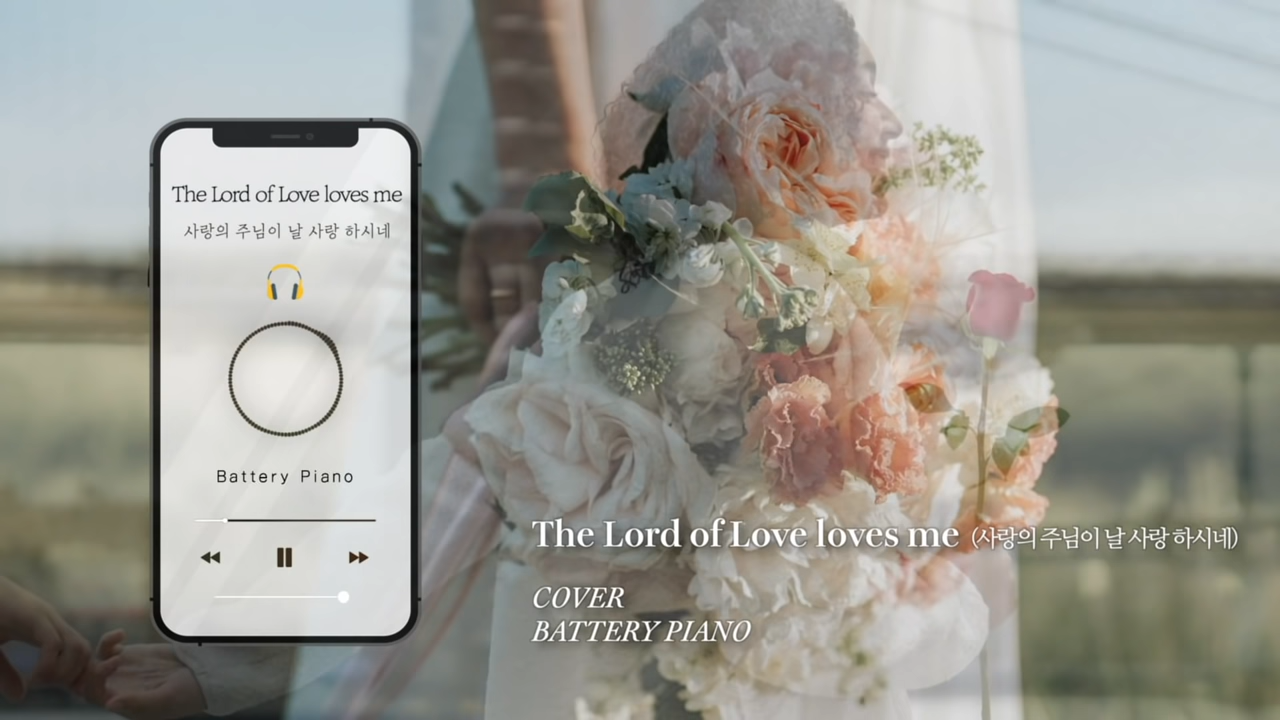 The Lord of Love loves me
사랑의 주님이 날 사랑 하시네
Battery Piano
The Lord of Love loves me (사랑의 주님이 날 사랑 하시네)
COVER
BATTERY PIANO